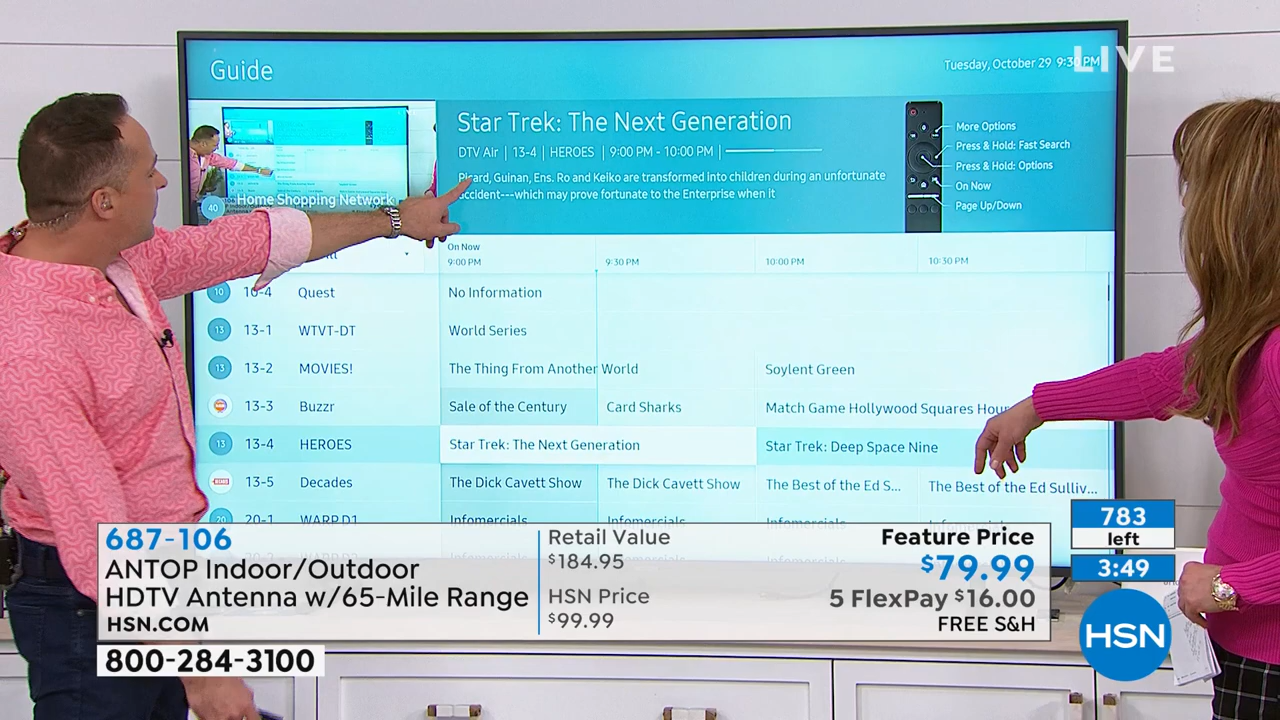 Guide
Tuesday, October 29 9:30 PM
LIVE
Star Trek: The Next Generation
DTV Air | 13-4 | HEROES | 9:00 PM - 10:00 PM
Picard, Guinan, Ens. Ro and Keiko are transformed into children during an unfortunate
accident---which may prove fortunate to the Enterprise when it
More Options
Press & Hold: Fast Search
Press & Hold: Options
On Now
Page Up/Down
40 Home Shopping Network
On Now
9:00 PM 9:30 PM 10:00 PM 10:30 PM
10 10-4 Quest No Information
13 13-1 WTVT-DT World Series
13 13-2 MOVIES! The Thing From Another World Soylent Green
13-3 Buzzr Sale of the Century Card Sharks Match Game Hollywood Squares Hour
13 13-4 HEROES Star Trek: The Next Generation Star Trek: Deep Space Nine
13-5 Decades The Dick Cavett Show The Dick Cavett Show The Best of the Ed S... The Best of the Ed Sulliv...
20 20-1 WARP.D1 Infomercials Infomercials Infomercials Infomercials
687-106
ANTOP Indoor/Outdoor
HDTV Antenna w/65-Mile Range
HSN.COM
Retail Value
$184.95
HSN Price
$99.99
Feature Price
$79.99
5 FlexPay $16.00
FREE S&H
783
left
3:49
HSN
800-284-3100